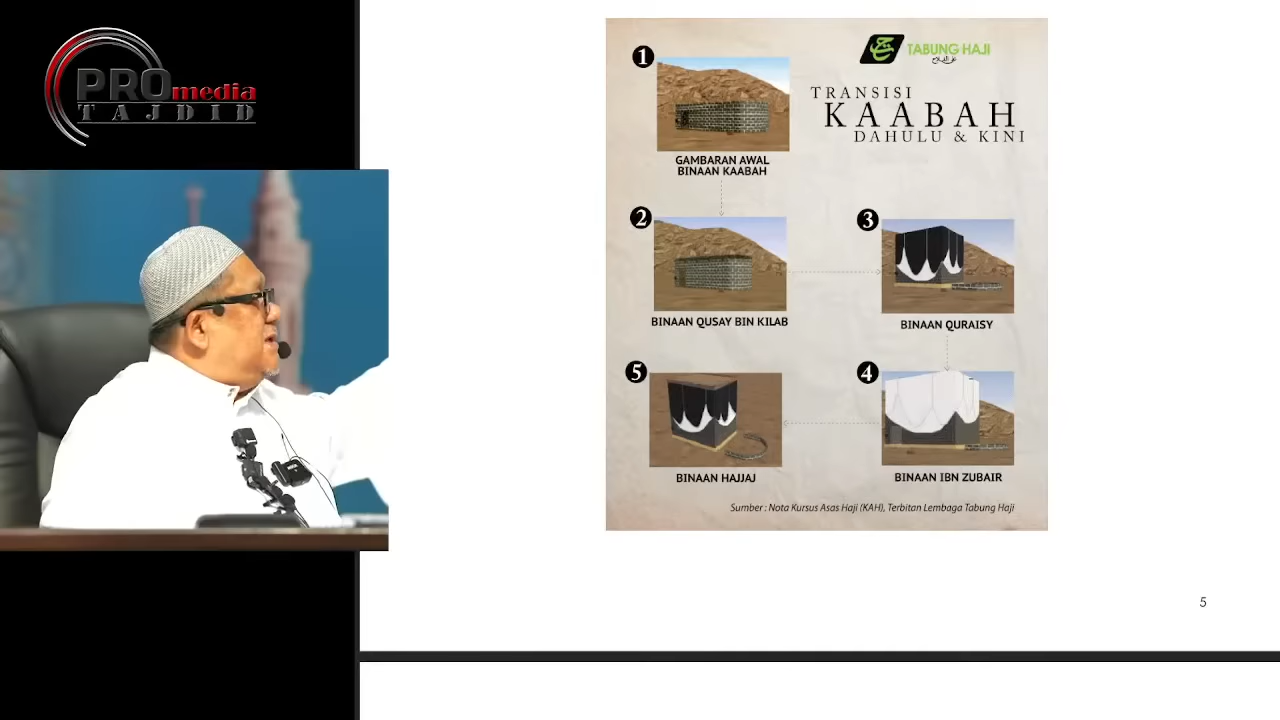 PROmedia
TAJDID
TABUNG HAJI
TRANSISI
KAABAH
DAHULU & KINI
1
GAMBARAN AWAL
BINAAN KAABAH
2
BINAAN QUSAY BIN KILAB
3
BINAAN QURAISY
5
BINAAN HAJJAJ
4
BINAAN IBN ZUBAIR
Sumber : Nota Kursus Asas Haji (KAH), Terbitan Lembaga Tabung Haji
5